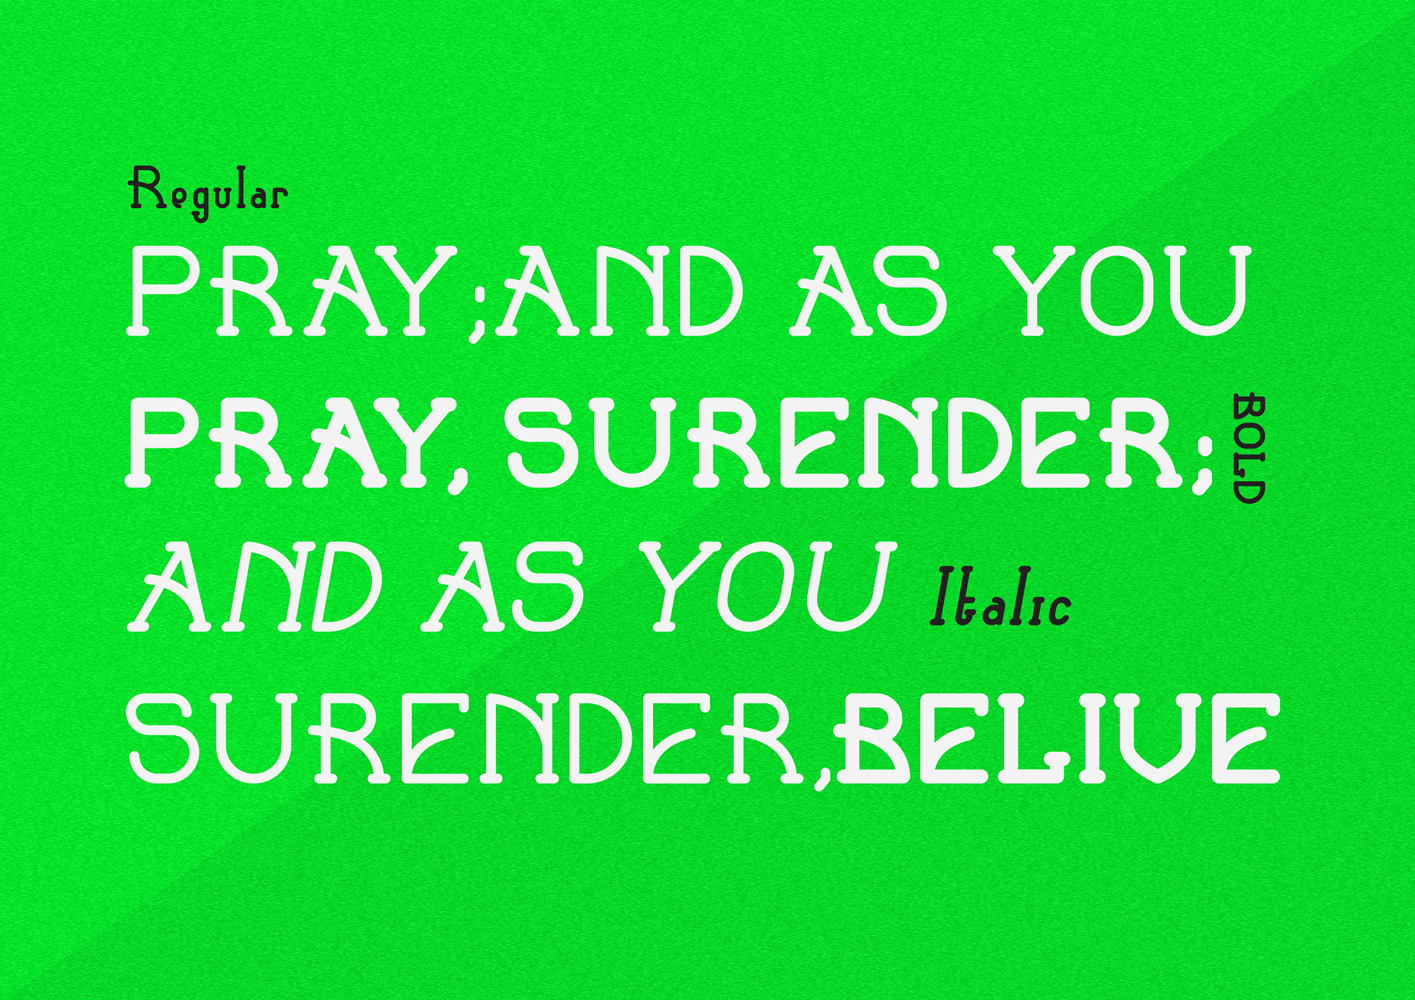 Regular
PRAY;AND AS YOU
PRAY, SURENDER;
BOLD
AND AS YOU
Italic
SURENDER,BELIVE